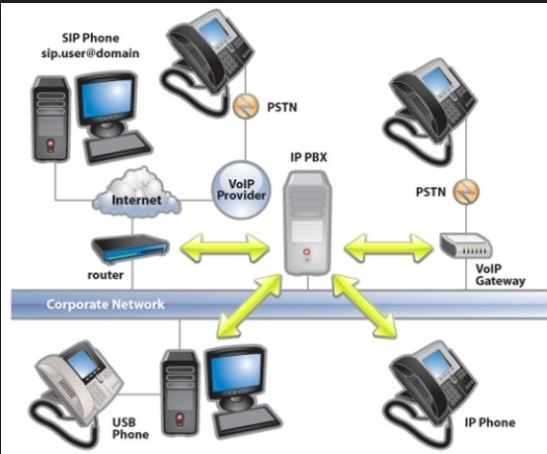 SIP Phone
sip.user@domain
PSTN
IP PBX
VoIP
Provider
Internet
PSTN
router
VoIP
Gateway
Corporate Network
USB
Phone
IP Phone